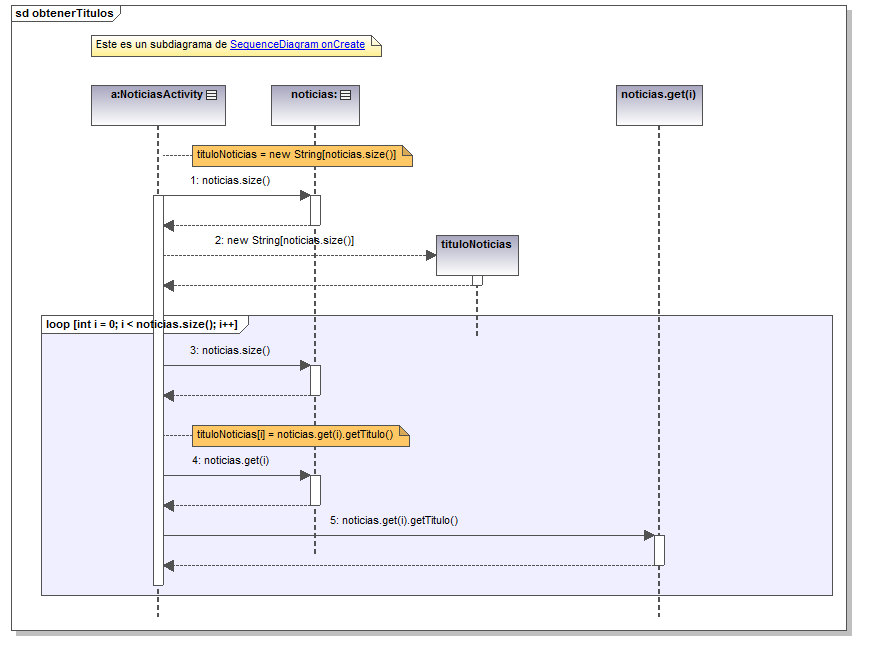 sd obtenerTitulos
Este es un subdiagrama de SequenceDiagram onCreate
a:NoticiasActivity
noticias:
noticias.get(i)
tituloNoticias = new String[noticias.size()]
1: noticias.size()
2: new String[noticias.size()]
tituloNoticias
loop [int i = 0; i < noticias.size(); i++]
3: noticias.size()
tituloNoticias[i] = noticias.get(i).getTitulo()
4: noticias.get(i)
5: noticias.get(i).getTitulo()